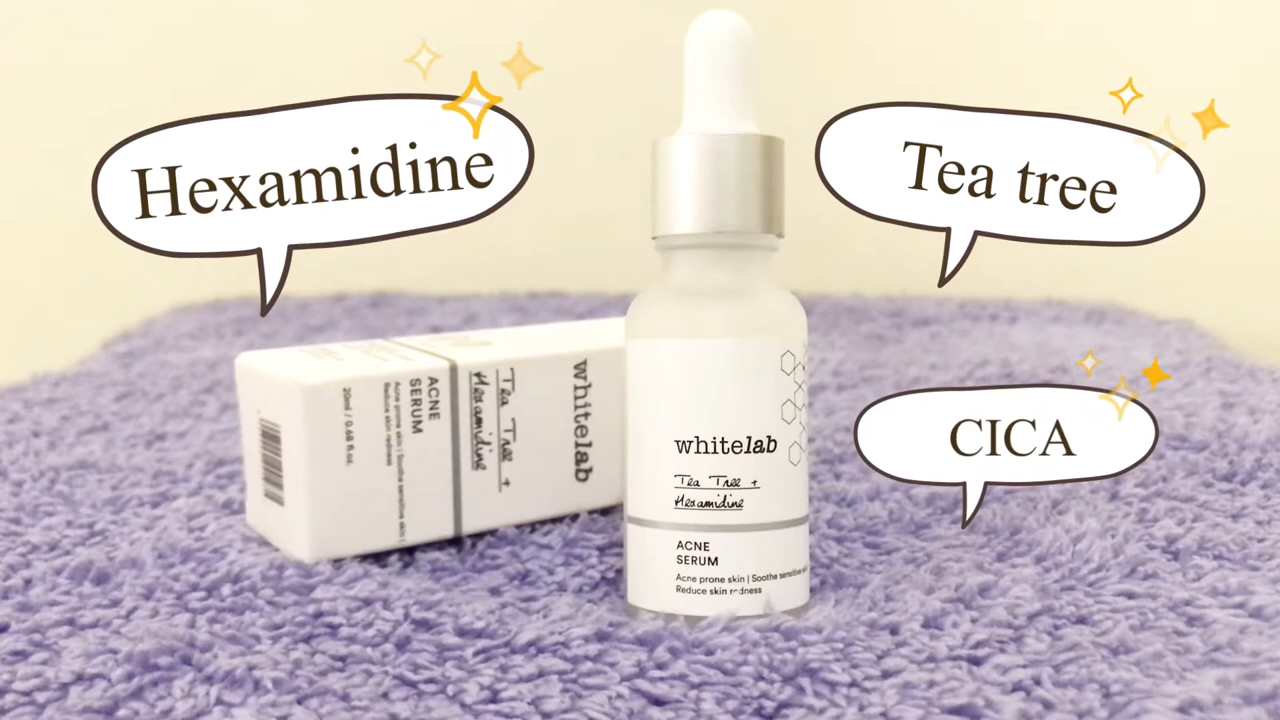 Hexamidine
Tea tree
CICA
whitelab
Tea Tree +
Hexamidine
ACNE
SERUM
Acne prone skin | Soothe sensitive
Reduce skin redness
whitelab
Tea Tree +
Hexamidine
ACNE
SERUM
Acne prone skin | Soothe sensitive skin |
Reduce skin redness
20ml / 0.68 fl.oz.